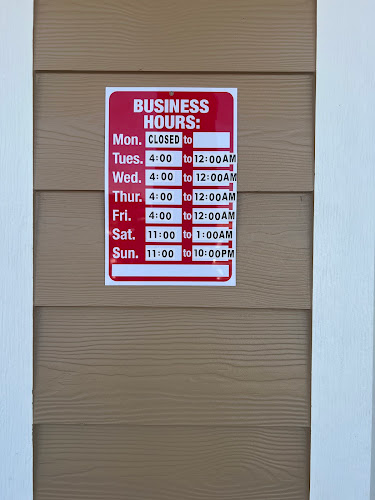 BUSINESS
HOURS:
Mon. CLOSED to
Tues. 4:00 to 12:00AM
Wed. 4:00 to 12:00AM
Thur. 4:00 to 12:00AM
Fri. 4:00 to 12:00AM
Sat. 11:00 to 1:00AM
Sun. 11:00 to 10:00PM